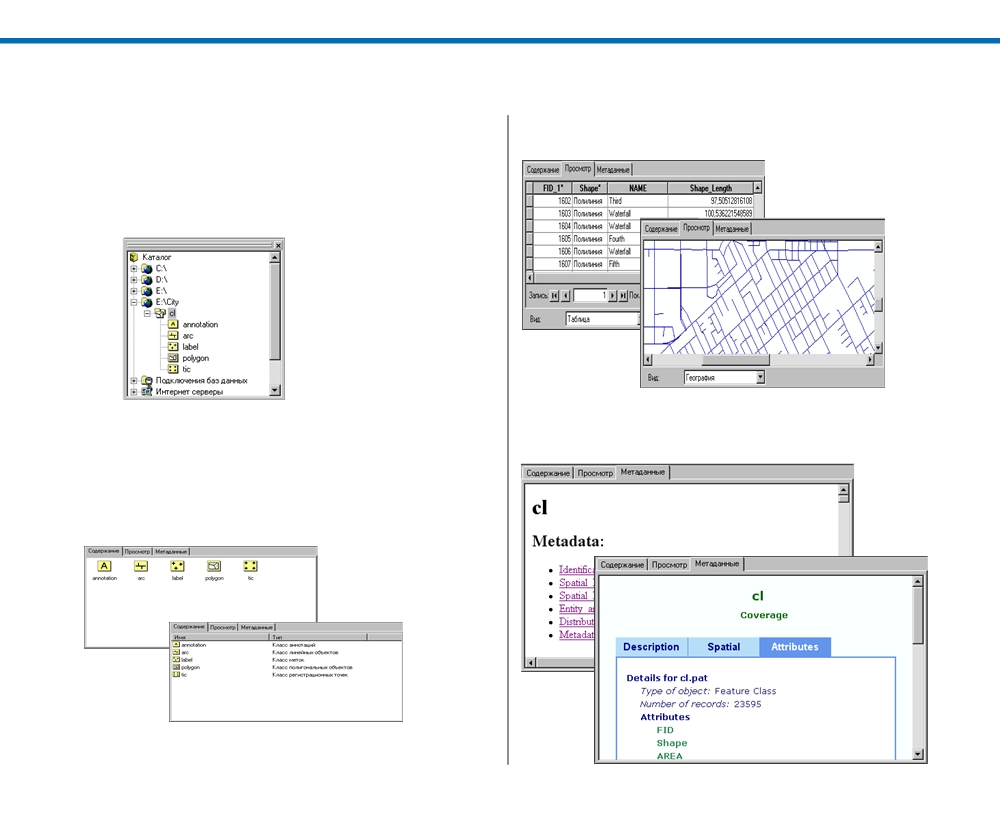 Каталог
C:\
D:\
E:\
E:\City
cl
annotation
arc
label
polygon
tic
Подключения баз данных
Интернет серверы
Содержание Просмотр Метаданные
annotation arc label polygon tic
Содержание Просмотр Метаданные
Имя Тип
annotation Класс аннотаций
arc Класс линейных объектов
label Класс меток
polygon Класс полигональных объектов
tic Класс регистрационных точек
Содержание Просмотр Метаданные
FID_1* Shape* NAME Shape_Length
1602 Полилиния Third 97,50512816108
1603 Полилиния Waterfall 100,536221548589
1604 Полилиния Waterfall
1605 Полилиния Fourth
1606 Полилиния Waterfall
1607 Полилиния Fifth
Запись: 1 Пок
Вид: Таблица
Содержание Просмотр Метаданные
Вид: География
Содержание Просмотр Метаданные
cl
Metadata:
Identifica
Spatial
Spatial
Entity a
Distribut
Metadat
Содержание Просмотр Метаданные
cl
Coverage
Description Spatial Attributes
Details for cl.pat
Type of object: Feature Class
Number of records: 23595
Attributes
FID
Shape
AREA